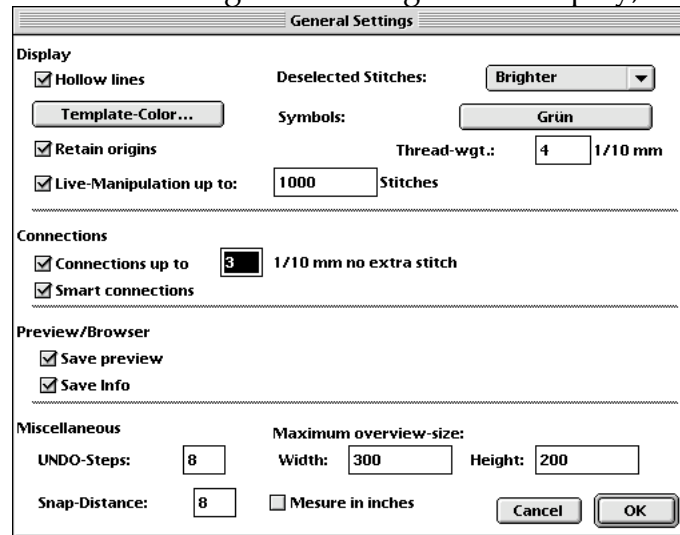 General Settings
Display
Hollow lines
Deselected Stitches: Brighter
Template-Color...
Symbols: Grün
Retain origins
Thread-wgt.: 4 1/10 mm
Live-Manipulation up to: 1000 Stitches
Connections
Connections up to 3 1/10 mm no extra stitch
Smart connections
Preview/Browser
Save preview
Save Info
Miscellaneous
Maximum overview-size:
UNDO-Steps: 8
Width: 300 Height: 200
Snap-Distance: 8
Mesure in inches
Cancel OK